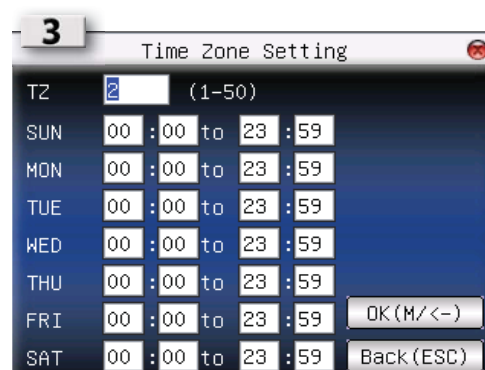 3
Time Zone Setting
TZ 2 (1-50)
SUN 00 : 00 to 23 : 59
MON 00 : 00 to 23 : 59
TUE 00 : 00 to 23 : 59
WED 00 : 00 to 23 : 59
THU 00 : 00 to 23 : 59
FRI 00 : 00 to 23 : 59 OK(M/<-)
SAT 00 : 00 to 23 : 59 Back(ESC)